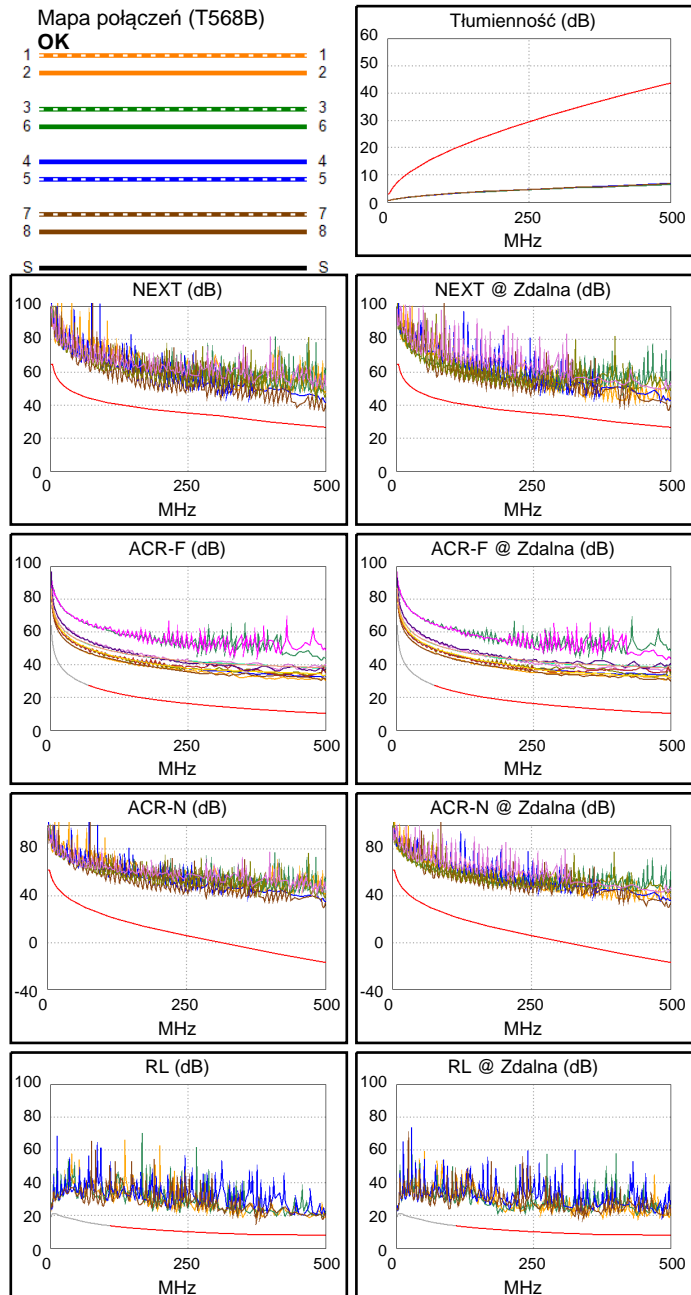 Mapa połączeń (T568B)
OK
1 1
2 2
3 3
6 6
4 4
5 5
7 7
8 8
S S
Tłumienność (dB)
60
50
40
30
20
10
0
0 250 500
MHz
NEXT (dB)
100
80
60
40
20
0
0 250 500
MHz
NEXT @ Zdalna (dB)
100
80
60
40
20
0
0 250 500
MHz
ACR-F (dB)
100
80
60
40
20
0
0 250 500
MHz
ACR-F @ Zdalna (dB)
100
80
60
40
20
0
0 250 500
MHz
ACR-N (dB)
80
40
0
-40
0 250 500
MHz
ACR-N @ Zdalna (dB)
80
40
0
-40
0 250 500
MHz
RL (dB)
100
80
60
40
20
0
0 250 500
MHz
RL @ Zdalna (dB)
100
80
60
40
20
0
0 250 500
MHz